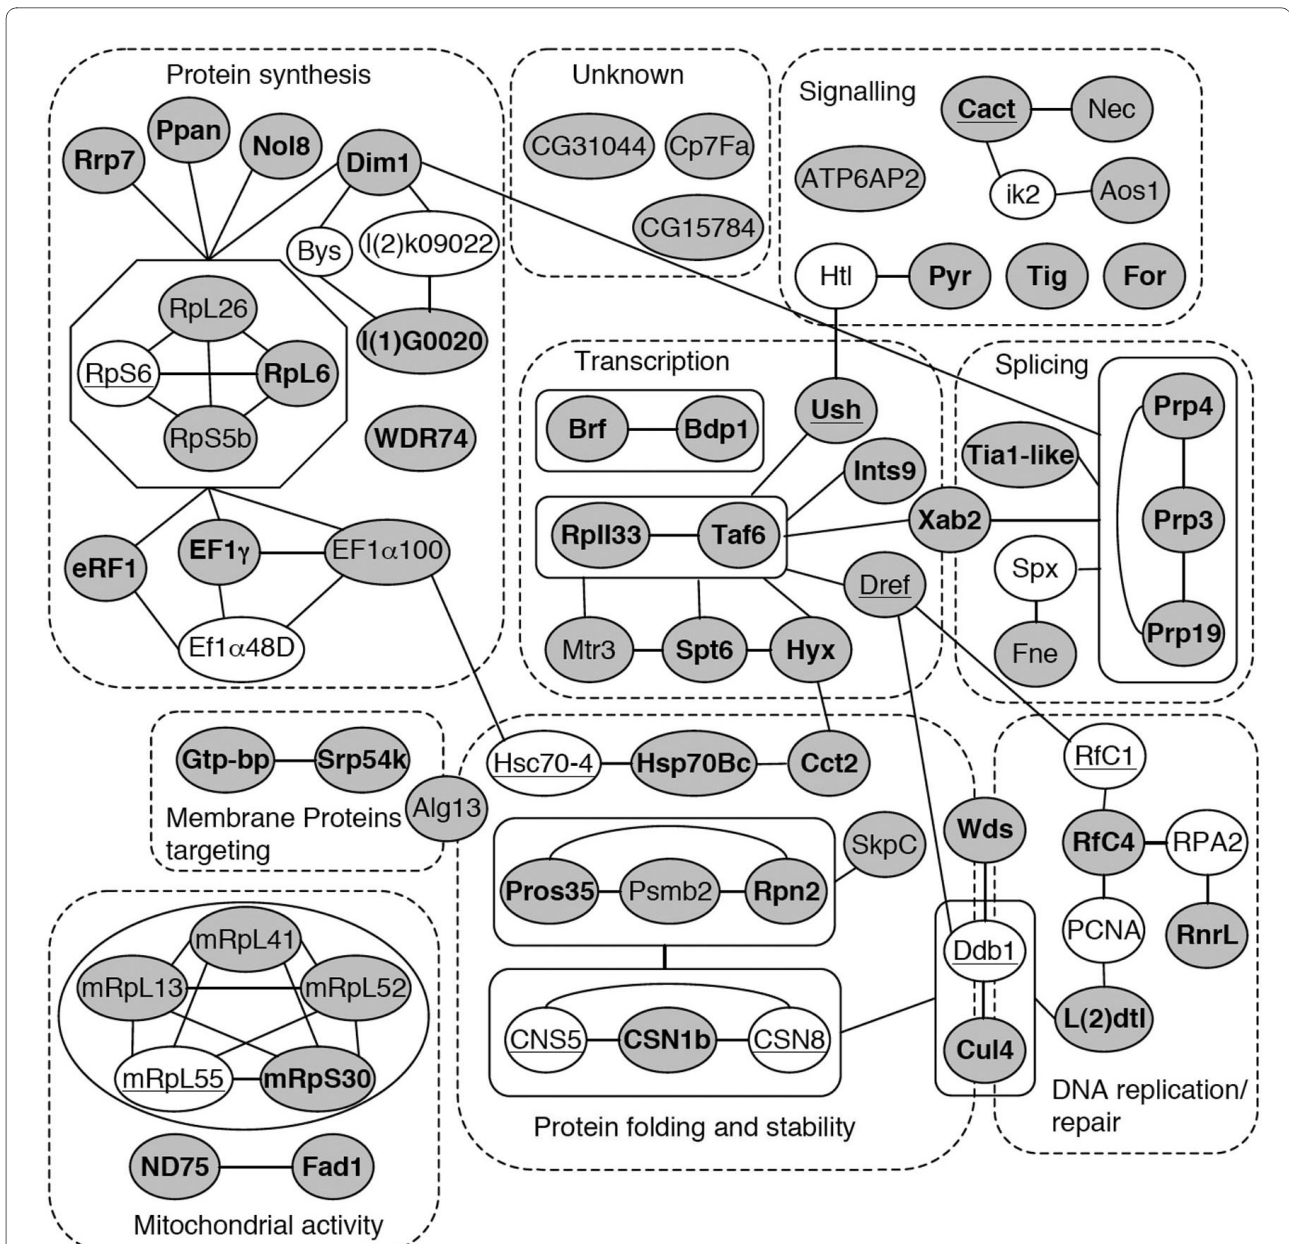 Protein synthesis
Rrp7
Ppan
Nol8
Dim1
Bys
l(2)k09022
l(1)G0020
RpL26
RpS6
RpL6
RpS5b
WDR74
eRF1
EF1γ
EF1α100
Ef1α48D
Unknown
CG31044
Cp7Fa
CG15784
Signalling
Cact
Nec
ATP6AP2
ik2
Aos1
Htl
Pyr
Tig
For
Transcription
Brf
Bdp1
Ush
Ints9
RpII33
Taf6
Xab2
Dref
Mtr3
Spt6
Hyx
Splicing
Prp4
Tia1-like
Prp3
Spx
Fne
Prp19
Gtp-bp
Srp54k
Membrane Proteins
targeting
Alg13
Hsc70-4
Hsp70Bc
Cct2
SkpC
Pros35
Psmb2
Rpn2
CNS5
CSN1b
CSN8
Protein folding and stability
Wds
Ddb1
Cul4
RfC1
RfC4
RPA2
PCNA
RnrL
L(2)dtl
DNA replication/
repair
mRpL41
mRpL13
mRpL52
mRpL55
mRpS30
ND75
Fad1
Mitochondrial activity